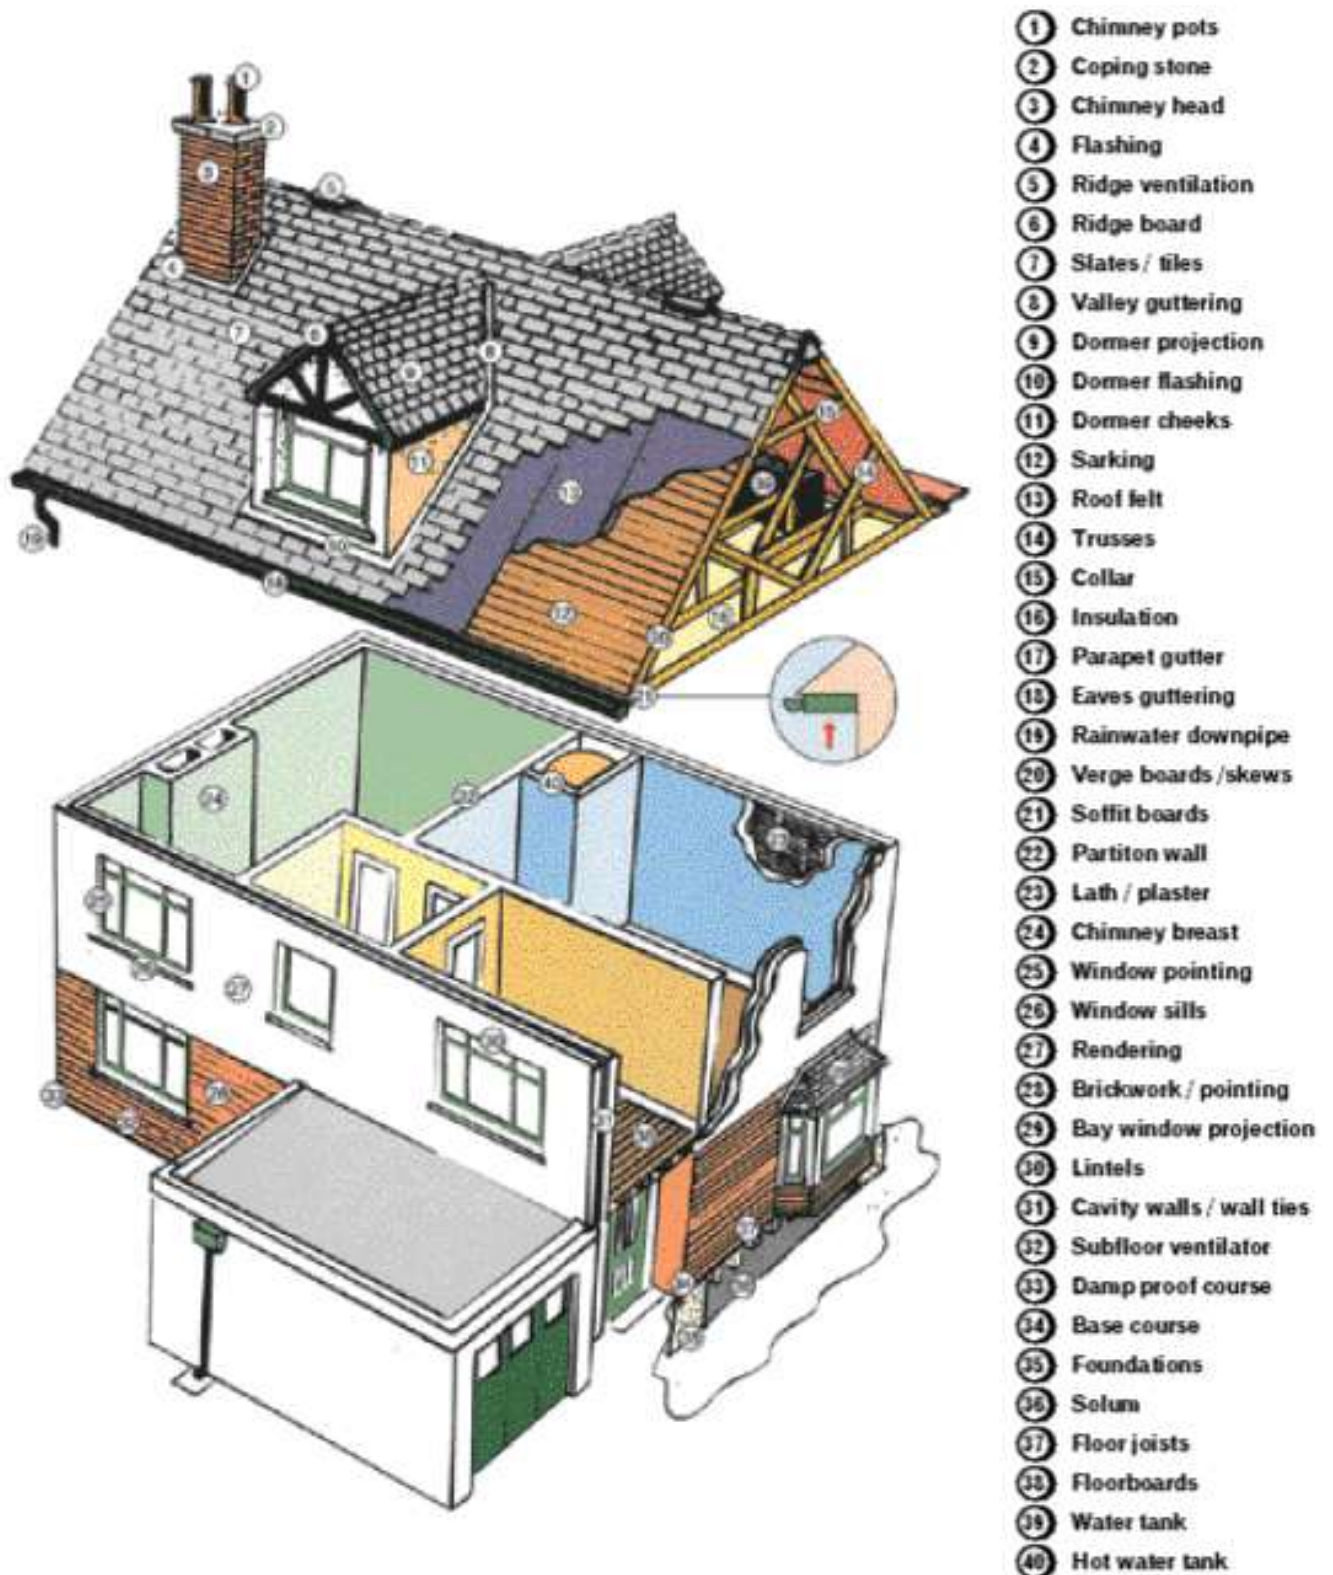 1 Chimney pots
2 Coping stone
3 Chimney head
4 Flashing
5 Ridge ventilation
6 Ridge board
7 Slates / tiles
8 Valley guttering
9 Dormer projection
10 Dormer flashing
11 Dormer cheeks
12 Sarking
13 Roof felt
14 Trusses
15 Collar
16 Insulation
17 Parapet gutter
18 Eaves guttering
19 Rainwater downpipe
20 Verge boards /skews
21 Soffit boards
22 Partiton wall
23 Lath / plaster
24 Chimney breast
25 Window pointing
26 Window sills
27 Rendering
28 Brickwork / pointing
29 Bay window projection
30 Lintels
31 Cavity walls / wall ties
32 Subfloor ventilator
33 Damp proof course
34 Base course
35 Foundations
36 Solum
37 Floor joists
38 Floorboards
39 Water tank
40 Hot water tank